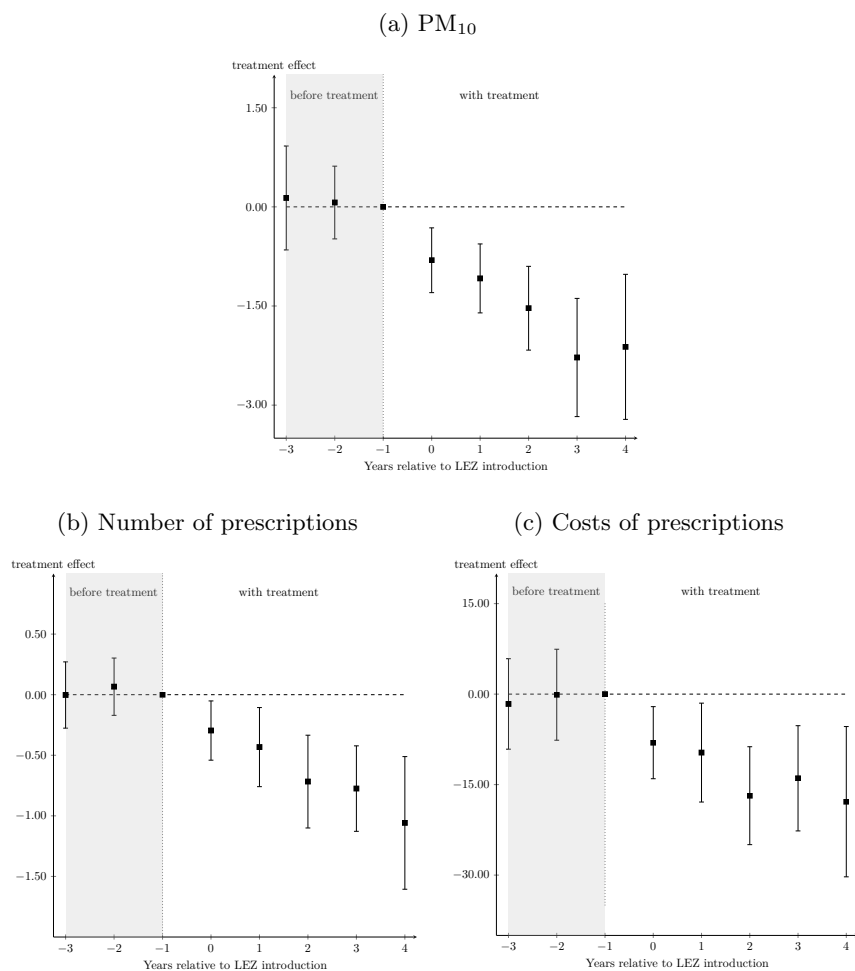 (a) PM₁₀
treatment effect
before treatment
with treatment
1.50
0.00
−1.50
−3.00
−3 −2 −1 0 1 2 3 4
Years relative to LEZ introduction
(b) Number of prescriptions
treatment effect
before treatment
with treatment
0.50
0.00
−0.50
−1.00
−1.50
−3 −2 −1 0 1 2 3 4
Years relative to LEZ introduction
(c) Costs of prescriptions
treatment effect
15.00
before treatment
with treatment
0.00
−15.00
−30.00
−3 −2 −1 0 1 2 3 4
Years relative to LEZ introduction